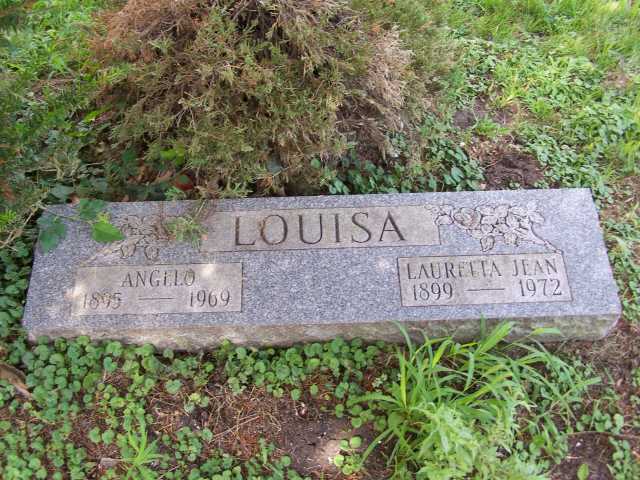 LOUISA
ANGELO
1895 — 1969
LAURETTA JEAN
1899 — 1972